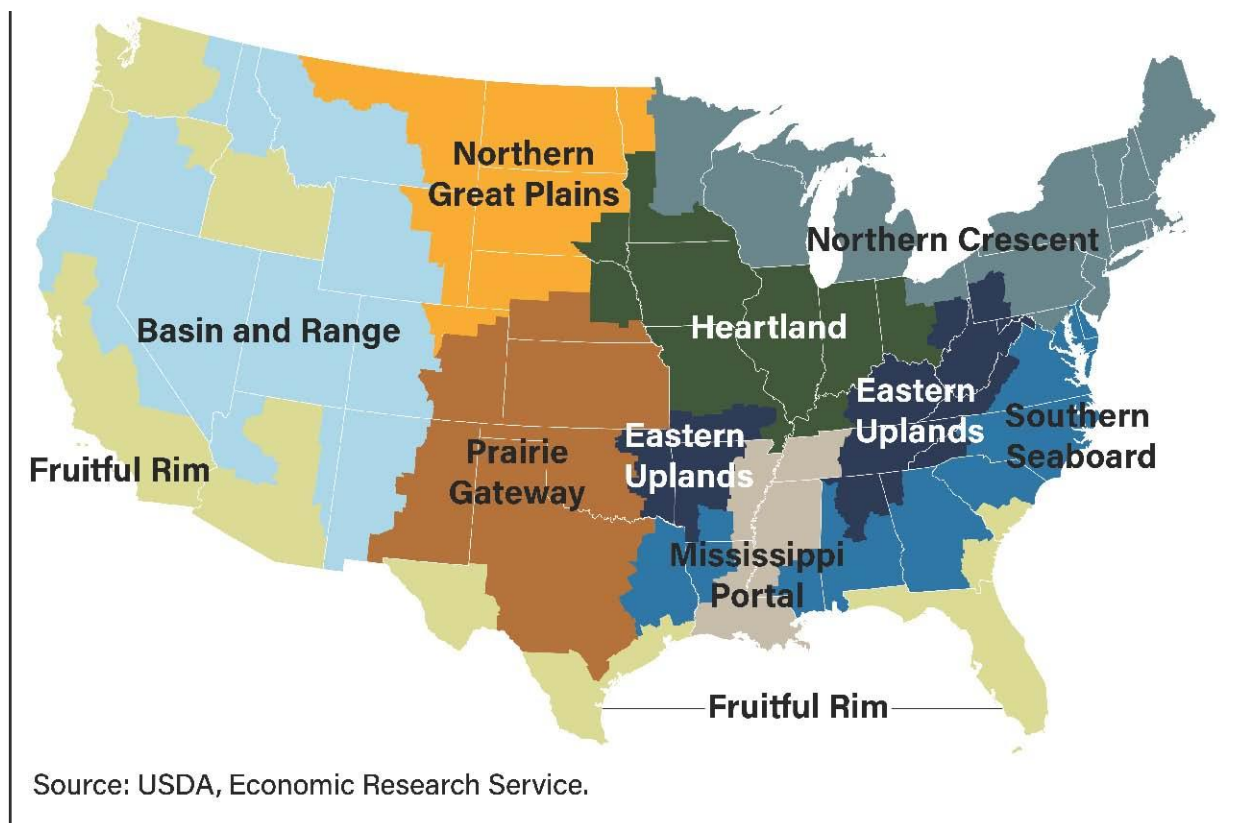 Northern
Great Plains
Northern Crescent
Basin and Range
Heartland
Eastern
Uplands
Southern
Seaboard
Eastern
Uplands
Prairie
Gateway
Fruitful Rim
Mississippi
Portal
Fruitful Rim
Source: USDA, Economic Research Service.